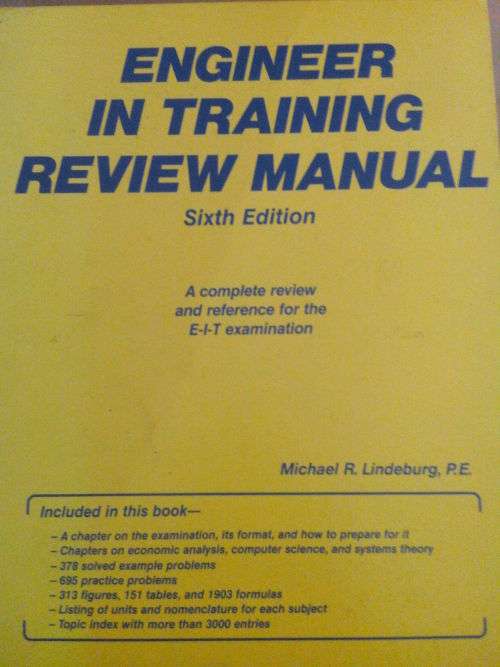 ENGINEER
IN TRAINING
REVIEW MANUAL
Sixth Edition
A complete review
and reference for the
E-I-T examination
Michael R. Lindeburg, P.E.
Included in this book—
– A chapter on the examination, its format, and how to prepare for it
– Chapters on economic analysis, computer science, and systems theory
– 378 solved example problems
– 695 practice problems
– 313 figures, 151 tables, and 1903 formulas
– Listing of units and nomenclature for each subject
– Topic index with more than 3000 entries